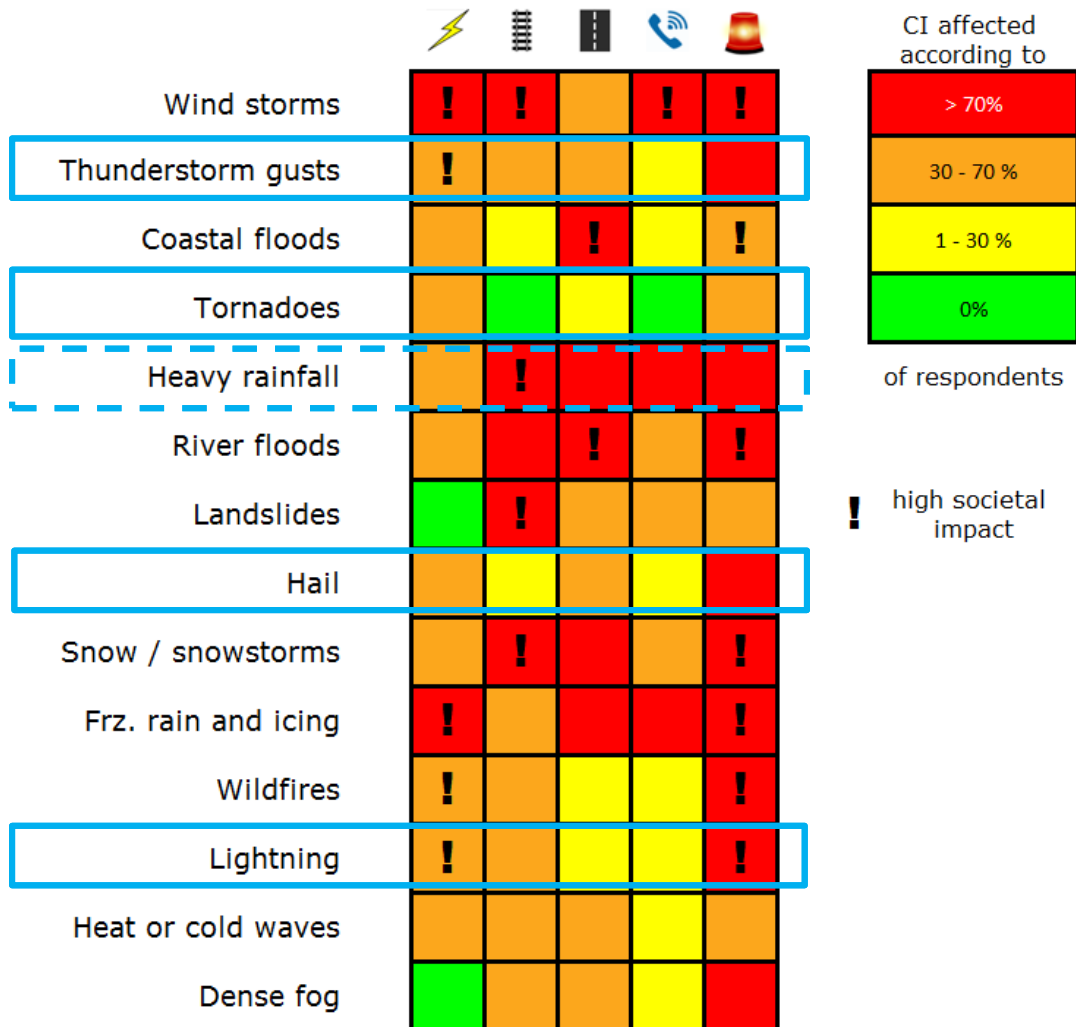 CI affected
according to
Wind storms ! ! ! !
> 70%
Thunderstorm gusts !
30 - 70 %
Coastal floods ! !
1 - 30 %
Tornadoes
0%
Heavy rainfall !
of respondents
River floods ! !
Landslides !
! high societal
impact
Hail
Snow / snowstorms ! !
Frz. rain and icing ! !
Wildfires ! !
Lightning ! !
Heat or cold waves
Dense fog